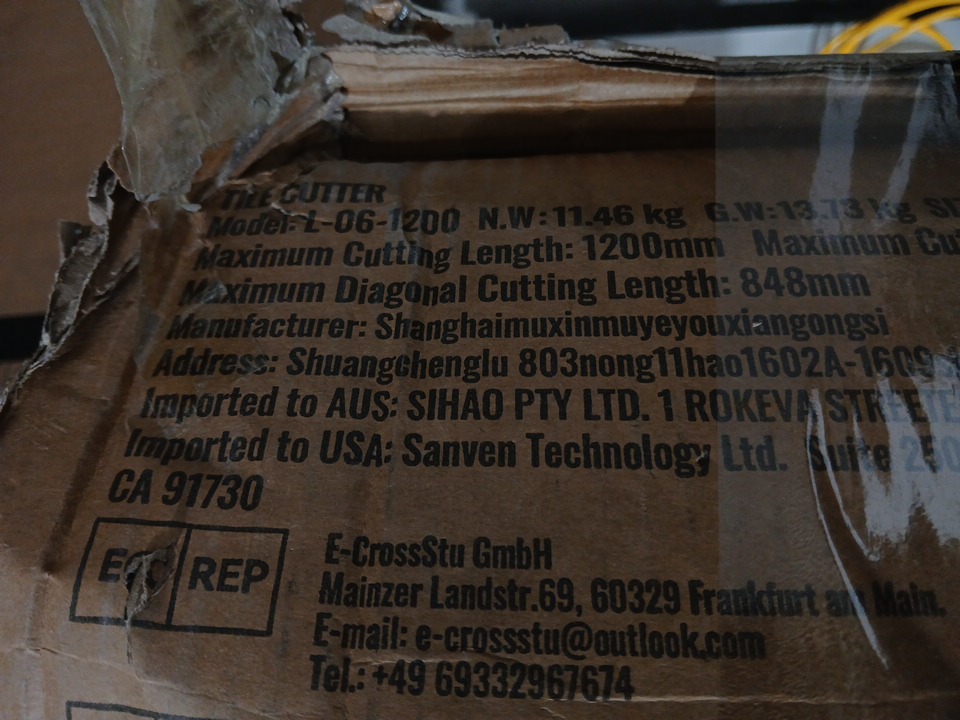 TILE CUTTER
Model: L-06-1200 N.W:11.46 kg G.W:13.73 kg
Maximum Cutting Length: 1200mm Maximum
Maximum Diagonal Cutting Length: 848mm
Manufacturer: Shanghaimuxinmuyeyouxiangongsi
Address: Shuangchenglu 803nong11hao1602A-1609
Imported to AUS: SIHAO PTY LTD. 1 ROKEVA
Imported to USA: Sanven Technology Ltd. Suite 250
CA 91730
REP
E-CrossStu GmbH
Mainzer Landstr.69, 60329 Frankfurt am Main.
E-mail: e-crossstu@outlook.com
Tel.: +49 69332967674